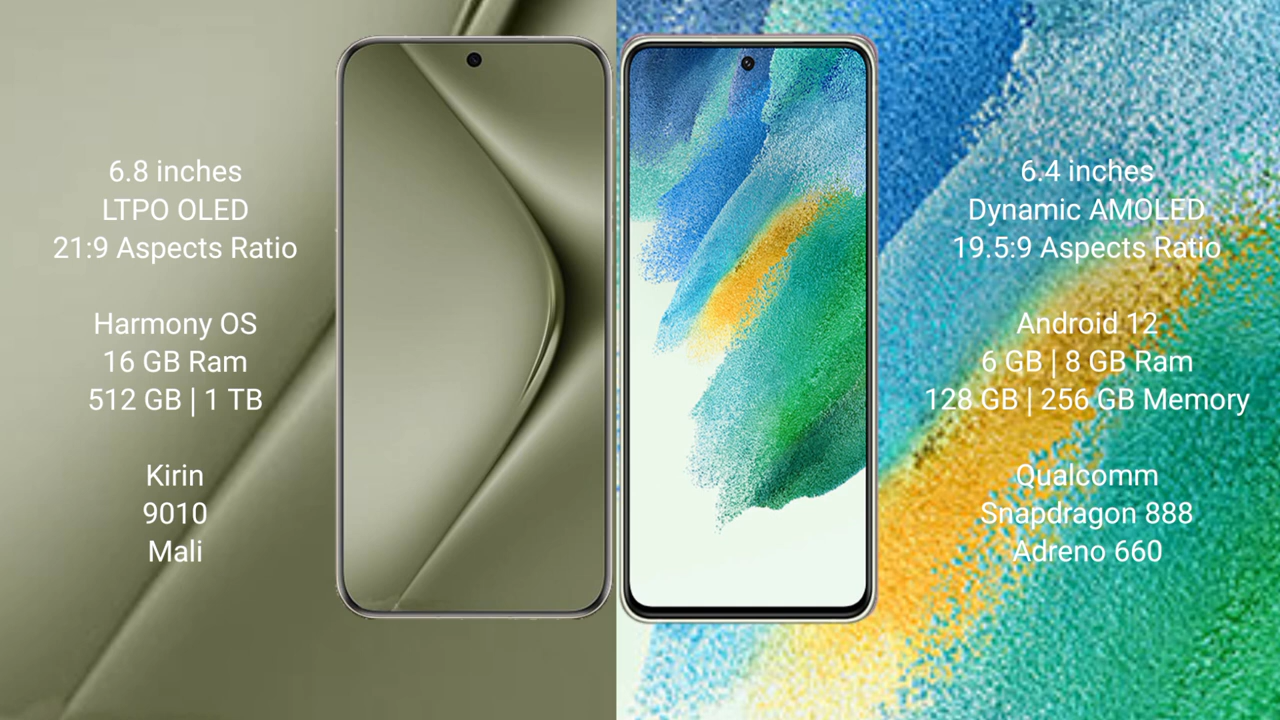 6.8 inches
LTPO OLED
21:9 Aspects Ratio
Harmony OS
16 GB Ram
512 GB | 1 TB
Kirin
9010
Mali
6.4 inches
Dynamic AMOLED
19.5:9 Aspects Ratio
Android 12
6 GB | 8 GB Ram
128 GB | 256 GB Memory
Qualcomm
Snapdragon 888
Adreno 660